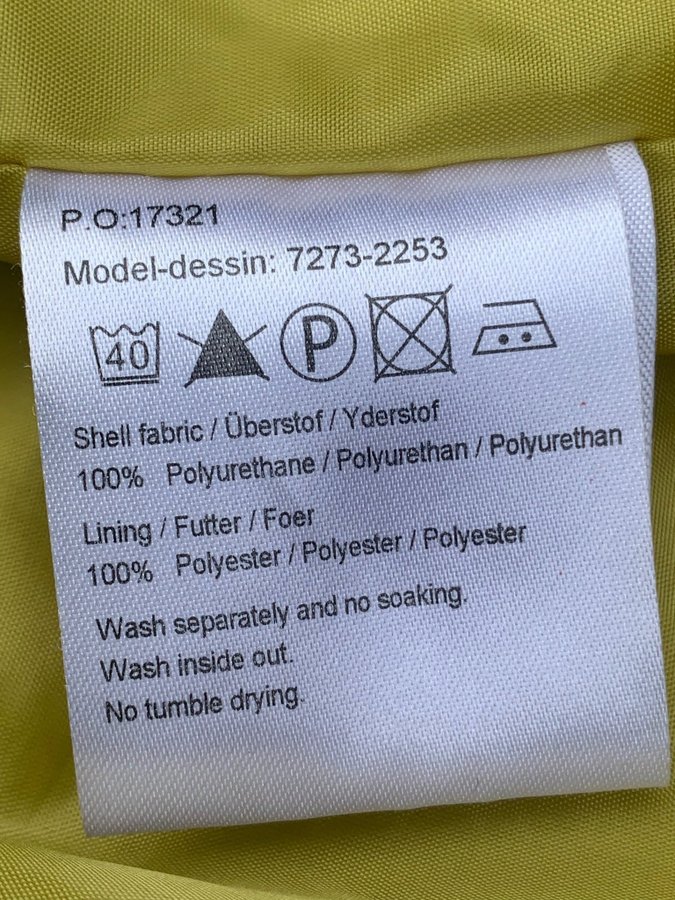 P.O:17321
Model-dessin: 7273-2253
40 P
Shell fabric / Überstof / Yderstof
100% Polyurethane / Polyurethan / Polyurethan
Lining / Futter / Foer
100% Polyester / Polyester / Polyester
Wash separately and no soaking.
Wash inside out.
No tumble drying.